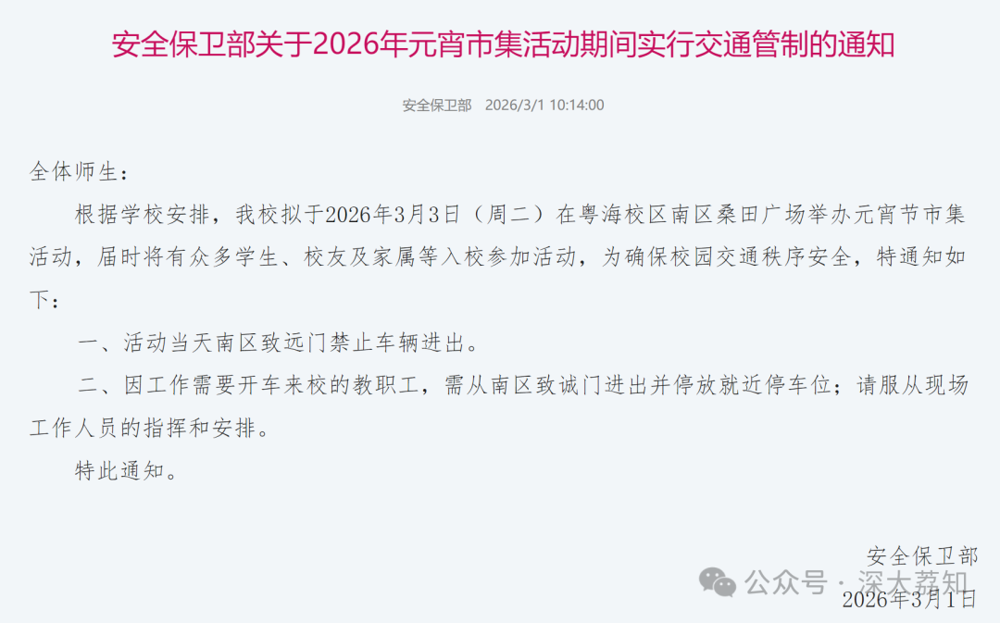 安全保卫部关于2026年元宵市集活动期间实行交通管制的通知
安全保卫部 2026/3/1 10:14:00
全体师生：
根据学校安排，我校拟于2026年3月3日（周二）在粤海校区南区桑田广场举办元宵节市集
活动，届时将有众多学生、校友及家属等入校参加活动，为确保校园交通秩序安全，特通知如
下：
一、活动当天南区致远门禁止车辆进出。
二、因工作需要开车来校的教职工，需从南区致诚门进出并停放就近停车位；请服从现场
工作人员的指挥和安排。
特此通知。
安全保卫部
公众号 · 深大荔知
2026年3月1日